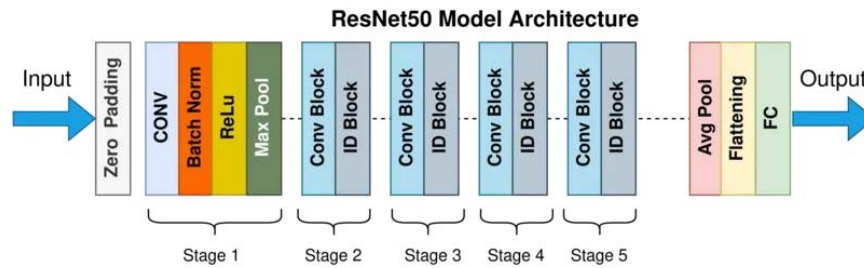 ResNet50 Model Architecture
Input
Zero Padding
CONV
Batch Norm
ReLu
Max Pool
Conv Block
ID Block
Conv Block
ID Block
Conv Block
ID Block
Conv Block
ID Block
Avg Pool
Flattening
FC
Output
Stage 1
Stage 2
Stage 3
Stage 4
Stage 5